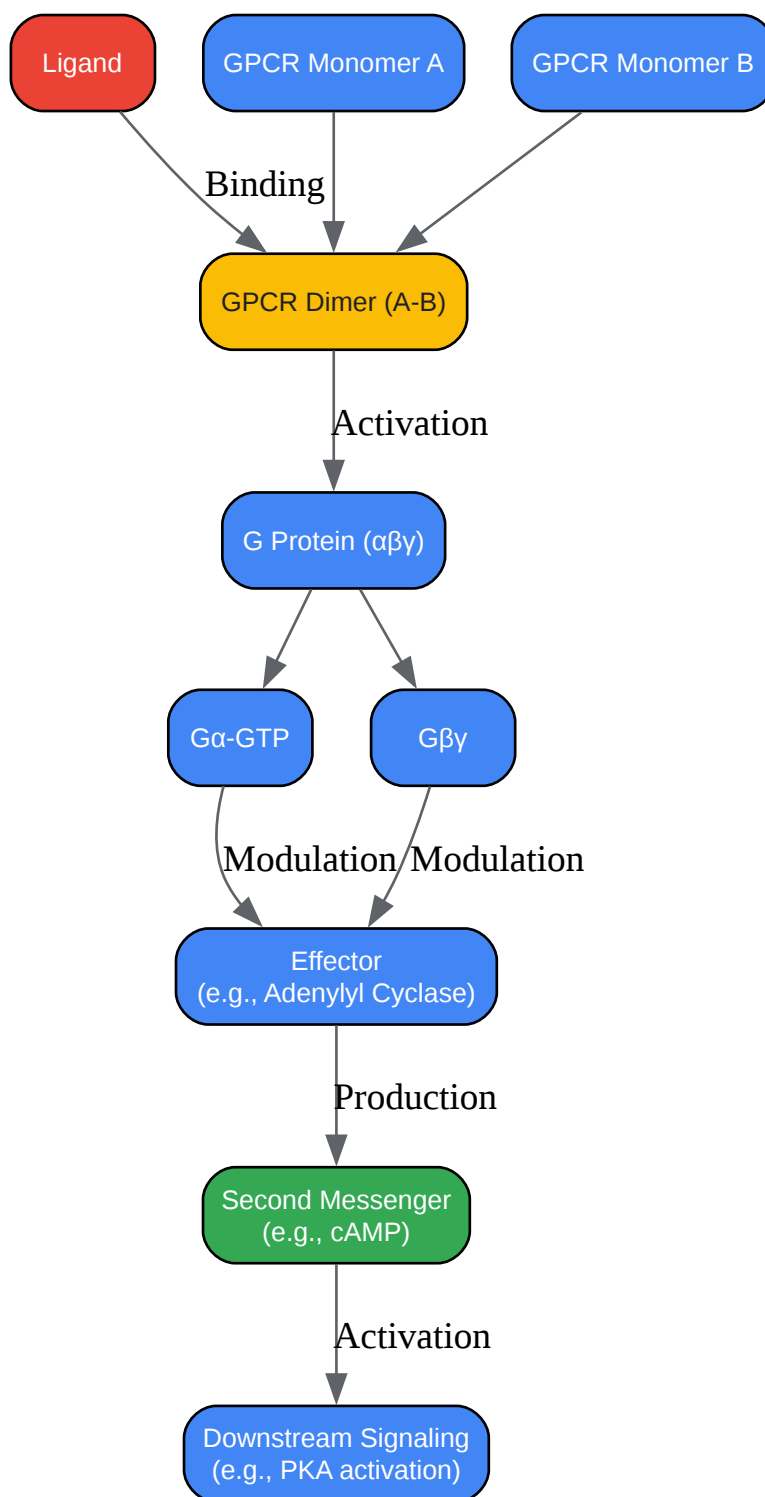 Ligand
GPCR Monomer A
GPCR Monomer B
Binding
GPCR Dimer (A-B)
Activation
G Protein (αβγ)
Gα-GTP
Gβγ
Modulation
Modulation
Effector
(e.g., Adenylyl Cyclase)
Production
Second Messenger
(e.g., cAMP)
Activation
Downstream Signaling
(e.g., PKA activation)